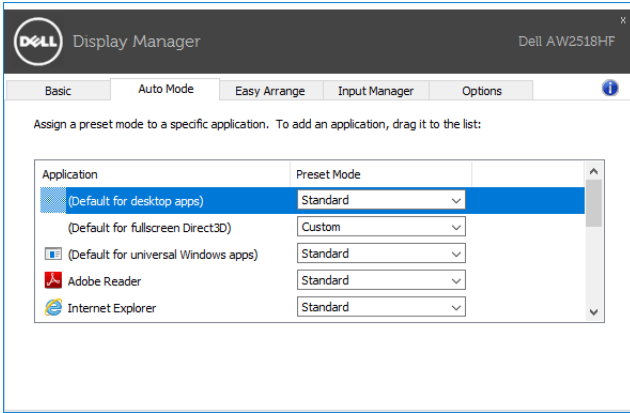 DELL Display Manager Dell AW2518HF
x
Basic Auto Mode Easy Arrange Input Manager Options i
Assign a preset mode to a specific application. To add an application, drag it to the list:
Application Preset Mode
(Default for desktop apps) Standard
(Default for fullscreen Direct3D) Custom
(Default for universal Windows apps) Standard
Adobe Reader Standard
Internet Explorer Standard